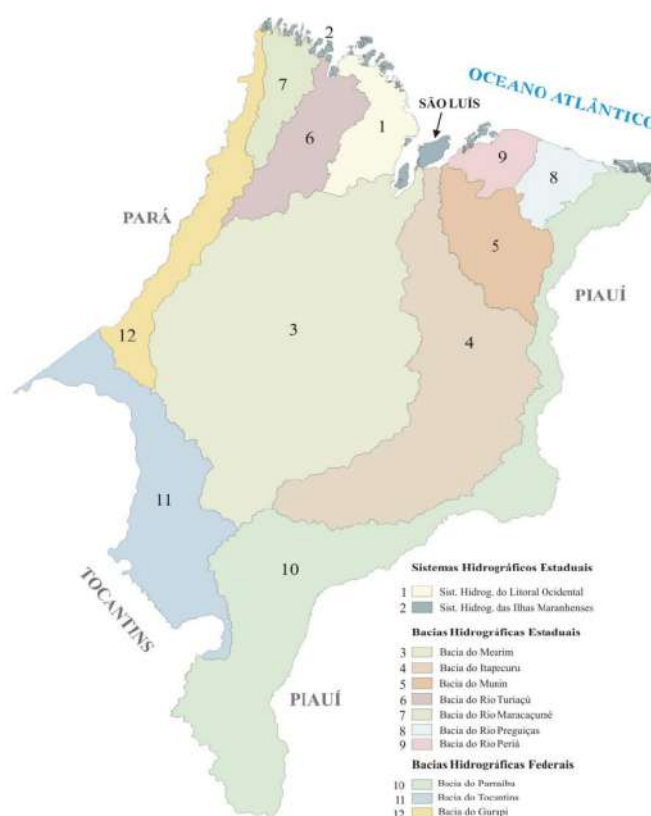 2
OCEANO ATLÂNTICO
7
SÃO LUÍS
1
6
9
8
PARÁ
5
PIAUÍ
3
12
4
11
TOCANTINS
10
PIAUÍ
Sistemas Hidrográficos Estaduais
1 Sist. Hidrog. do Litoral Ocidental
2 Sist. Hidrog. das Ilhas Maranhenses
Bacias Hidrográficas Estaduais
3 Bacia do Mearim
4 Bacia do Itapecuru
5 Bacia do Munin
6 Bacia do Rio Turiaçú
7 Bacia do Rio Maracaçumé
8 Bacia do Rio Preguiças
9 Bacia do Rio Periá
Bacias Hidrográficas Federais
10 Bacia do Parnaíba
11 Bacia do Tocantins
12 Bacia do Gurupi